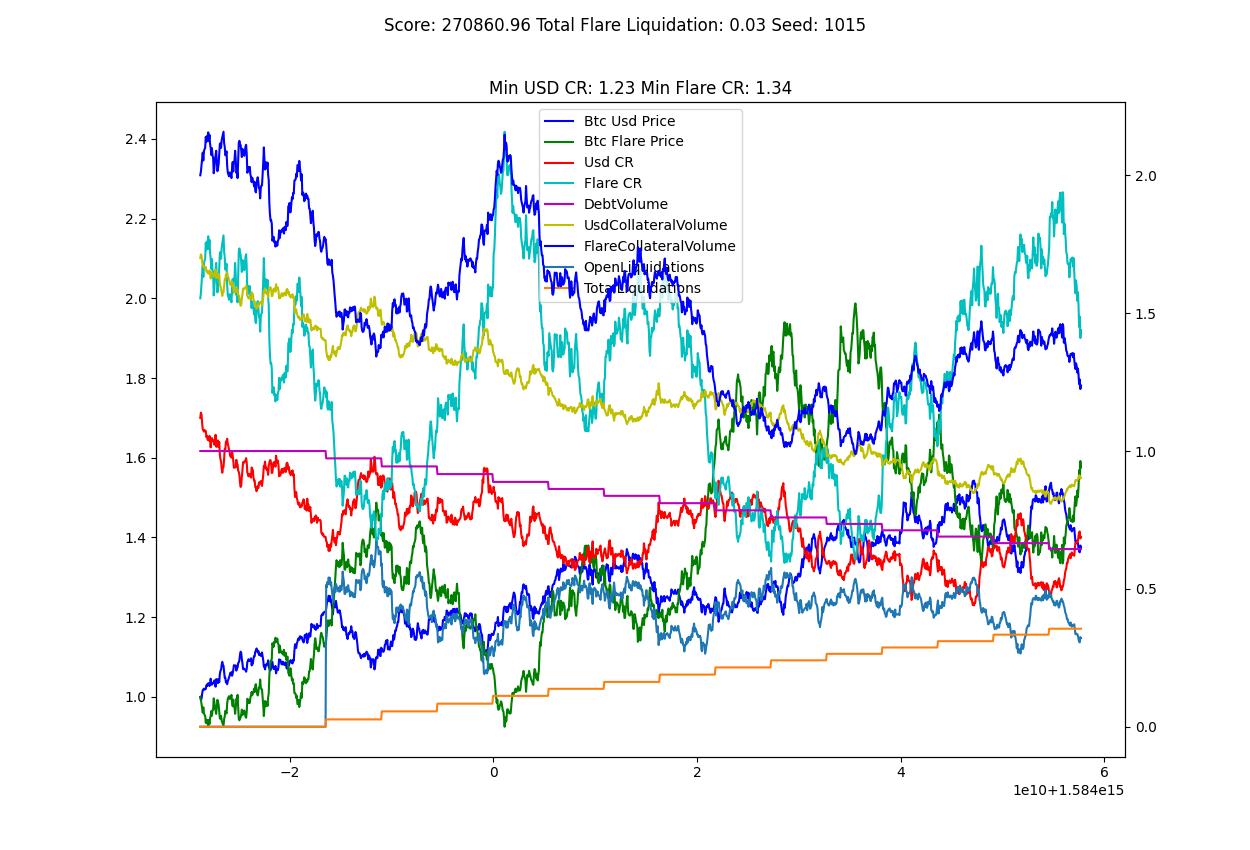 Score: 270860.96 Total Flare Liquidation: 0.03 Seed: 1015
Min USD CR: 1.23 Min Flare CR: 1.34
Btc Usd Price
Btc Flare Price
Usd CR
Flare CR
DebtVolume
UsdCollateralVolume
FlareCollateralVolume
OpenLiquidations
TotalLiquidations
2.4
2.2
2.0
1.8
1.6
1.4
1.2
1.0
2.0
1.5
1.0
0.5
0.0
−2
0
2
4
6
1e10+1.584e15